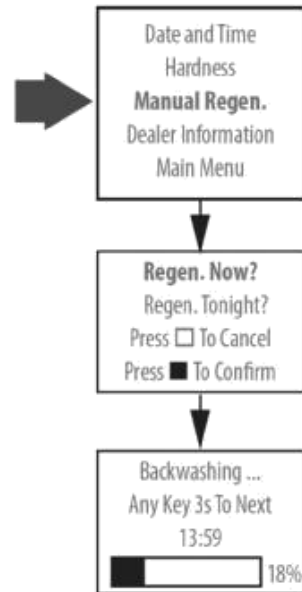 Date and Time
Hardness
Manual Regen.
Dealer Information
Main Menu
Regen. Now?
Regen. Tonight?
Press □ To Cancel
Press ■ To Confirm
Backwashing ...
Any Key 3s To Next
13:59
18%